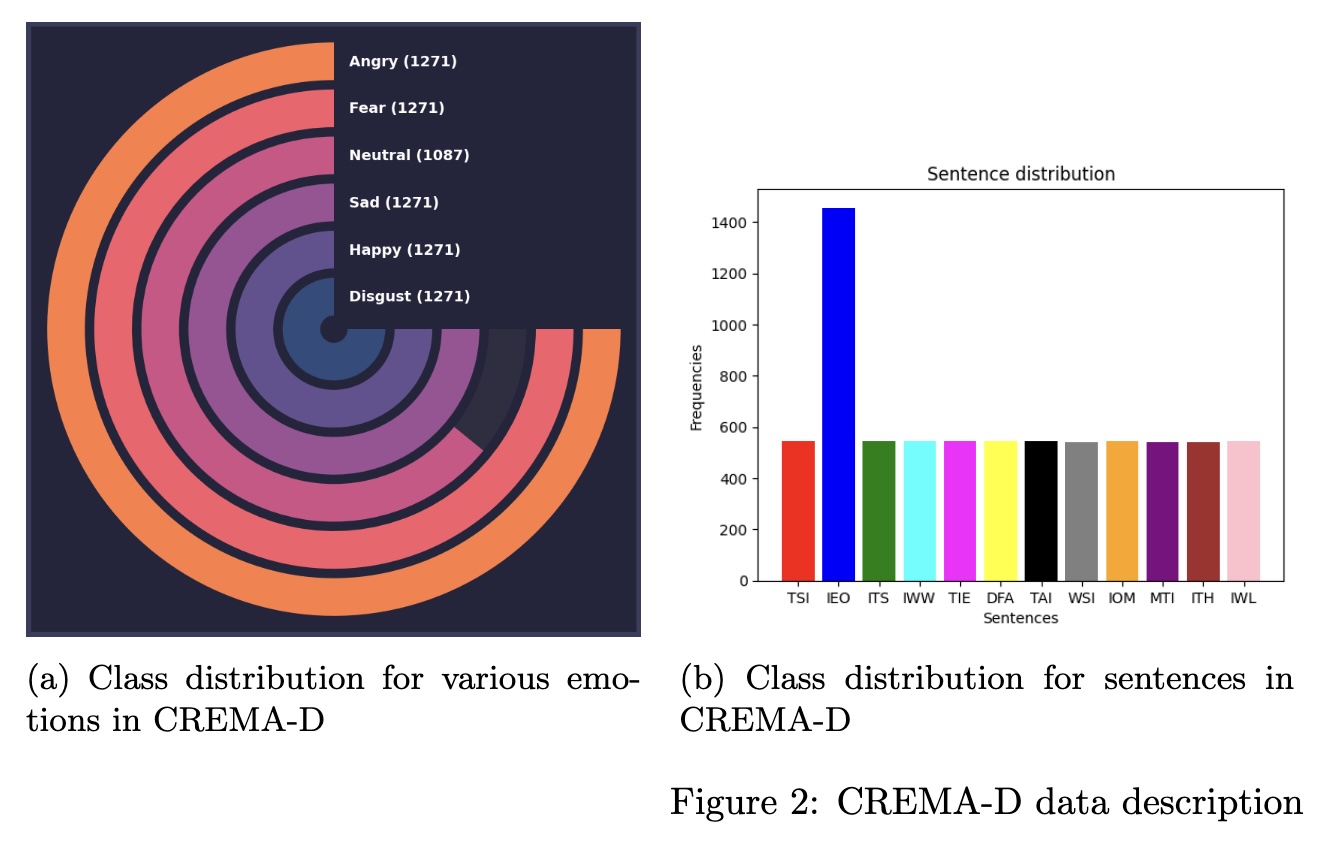 Angry (1271)
Fear (1271)
Neutral (1087)
Sad (1271)
Happy (1271)
Disgust (1271)
(a) Class distribution for various emo-
tions in CREMA-D
Sentence distribution
Frequencies
1400
1200
1000
800
600
400
200
0
TSI IEO ITS IWW TIE DFA TAI WSI IOM MTI ITH IWL
Sentences
(b) Class distribution for sentences in
CREMA-D
Figure 2: CREMA-D data description